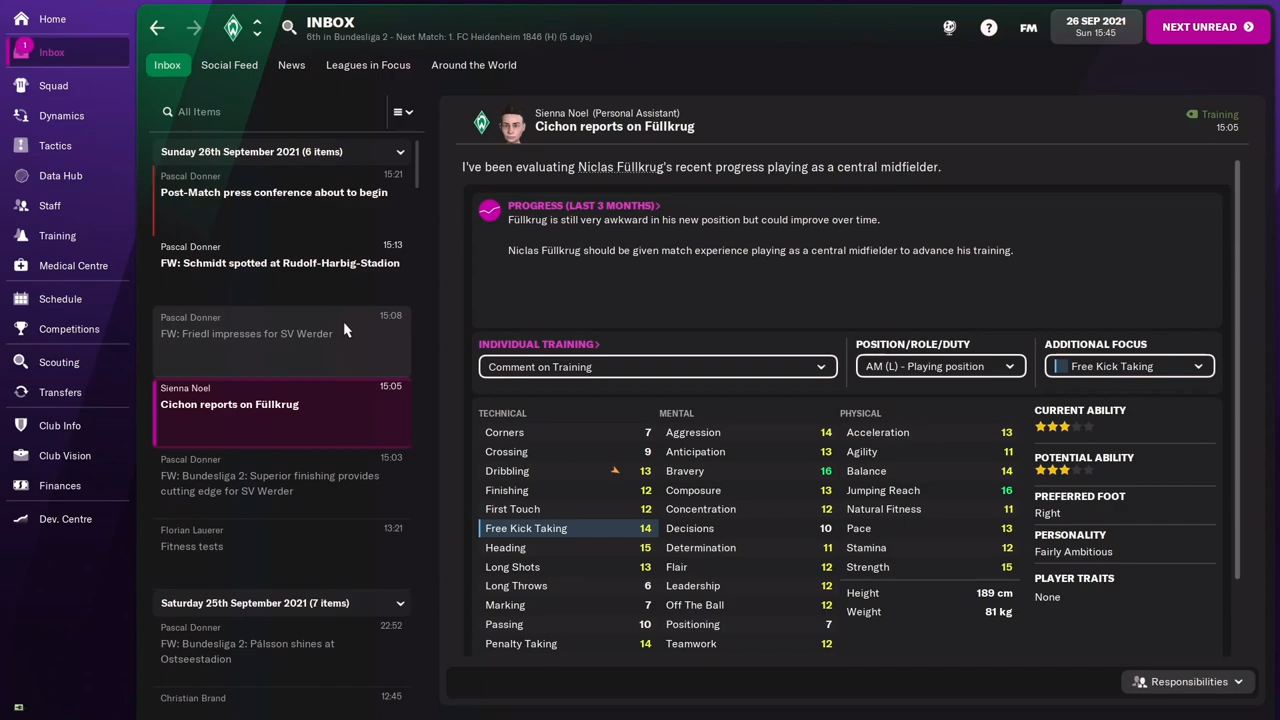 Home
Inbox
1
Squad
Dynamics
Tactics
Data Hub
Staff
Training
Medical Centre
Schedule
Competitions
Scouting
Transfers
Club Info
Club Vision
Finances
Dev. Centre
INBOX
6th in Bundesliga 2 - Next Match: 1. FC Heidenheim 1846 (H) (5 days)
FM
26 SEP 2021
Sun 15:45
NEXT UNREAD
Inbox
Social Feed
News
Leagues in Focus
Around the World
All Items
Sunday 26th September 2021 (6 items)
Pascal Donner 15:21
Post-Match press conference about to begin
Pascal Donner 15:13
FW: Schmidt spotted at Rudolf-Harbig-Stadion
Pascal Donner 15:08
FW: Friedl impresses for SV Werder
Sienna Noel 15:05
Cichon reports on Füllkrug
Pascal Donner 15:03
FW: Bundesliga 2: Superior finishing provides
cutting edge for SV Werder
Florian Lauerer 13:21
Fitness tests
Saturday 25th September 2021 (7 items)
Pascal Donner 22:52
FW: Bundesliga 2: Pálsson shines at
Ostseestadion
Christian Brand 12:45
Sienna Noel (Personal Assistant)
Cichon reports on Füllkrug
Training
15:05
I've been evaluating Niclas Füllkrug's recent progress playing as a central midfielder.
PROGRESS (LAST 3 MONTHS)>
Füllkrug is still very awkward in his new position but could improve over time.
Niclas Füllkrug should be given match experience playing as a central midfielder to advance his training.
INDIVIDUAL TRAINING>
Comment on Training
POSITION/ROLE/DUTY
AM (L) - Playing position
ADDITIONAL FOCUS
Free Kick Taking
TECHNICAL
Corners 7
Crossing 9
Dribbling 13
Finishing 12
First Touch 12
Free Kick Taking 14
Heading 15
Long Shots 13
Long Throws 6
Marking 7
Passing 10
Penalty Taking 14
MENTAL
Aggression 14
Anticipation 13
Bravery 16
Composure 13
Concentration 12
Decisions 10
Determination 11
Flair 12
Leadership 12
Off The Ball 12
Positioning 7
Teamwork 12
PHYSICAL
Acceleration 13
Agility 11
Balance 14
Jumping Reach 16
Natural Fitness 11
Pace 13
Stamina 12
Strength 15
Height 189 cm
Weight 81 kg
CURRENT ABILITY
POTENTIAL ABILITY
PREFERRED FOOT
Right
PERSONALITY
Fairly Ambitious
PLAYER TRAITS
None
Responsibilities